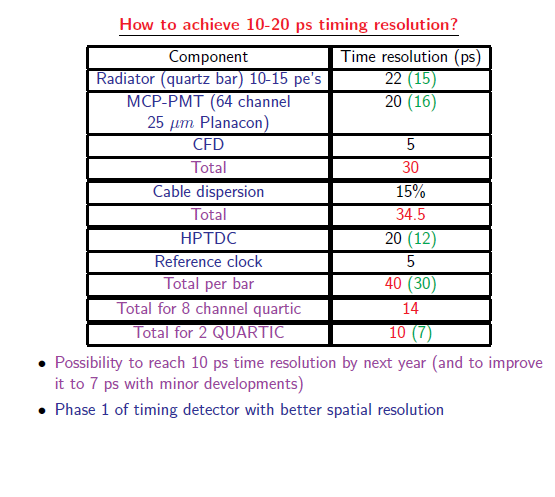 How to achieve 10-20 ps timing resolution?
Component Time resolution (ps)
Radiator (quartz bar) 10-15 pe's 22 (15)
MCP-PMT (64 channel 20 (16)
25 μm Planacon)
CFD 5
Total 30
Cable dispersion 15%
Total 34.5
HPTDC 20 (12)
Reference clock 5
Total per bar 40 (30)
Total for 8 channel quartic 14
Total for 2 QUARTIC 10 (7)
• Possibility to reach 10 ps time resolution by next year (and to improve
it to 7 ps with minor developments)
• Phase 1 of timing detector with better spatial resolution